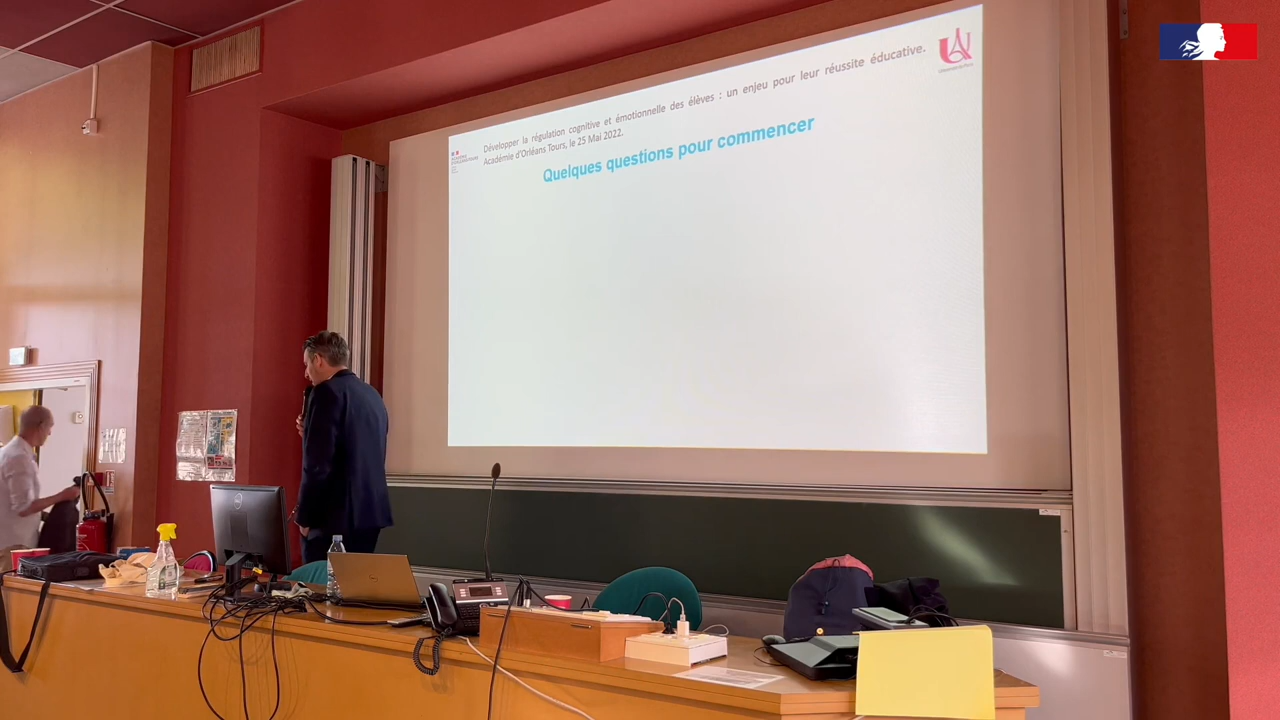 Développer la régulation cognitive et émotionnelle des élèves : un enjeu pour leur réussite éducative.
Académie d'Orléans Tours, le 25 Mai 2022.
Quelques questions pour commencer